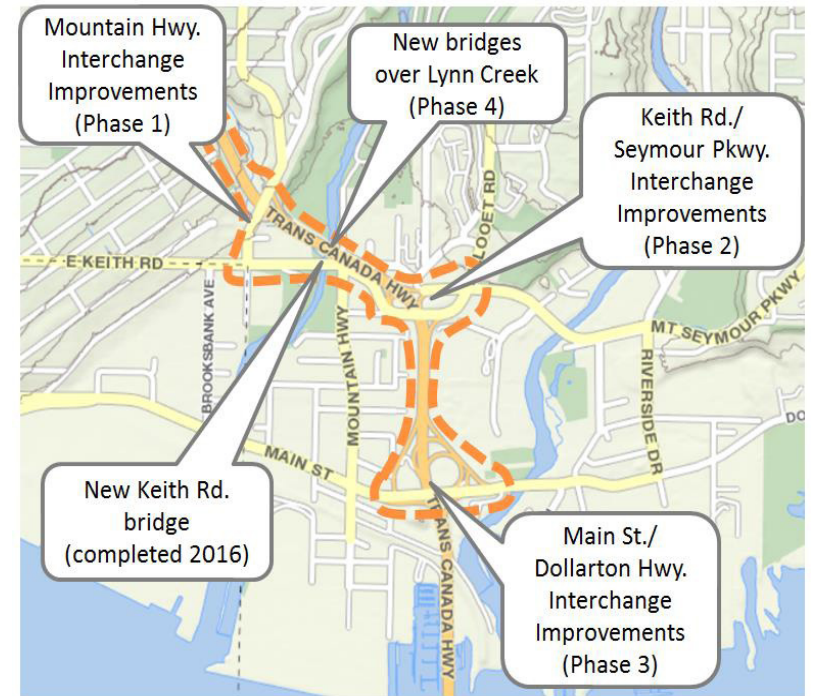 Mountain Hwy.
Interchange
Improvements
(Phase 1)
New bridges
over Lynn Creek
(Phase 4)
Keith Rd./
Seymour Pkwy.
Interchange
Improvements
(Phase 2)
LOOET RD
TRANS CANADA HWY
E KEITH RD
BROOKSBANK AVE
MOUNTAIN HWY
MT SEYMOUR PKWY
RIVERSIDE DR
DO
MAIN ST
New Keith Rd.
bridge
(completed 2016)
TRANS CANADA HWY
Main St./
Dollarton Hwy.
Interchange
Improvements
(Phase 3)